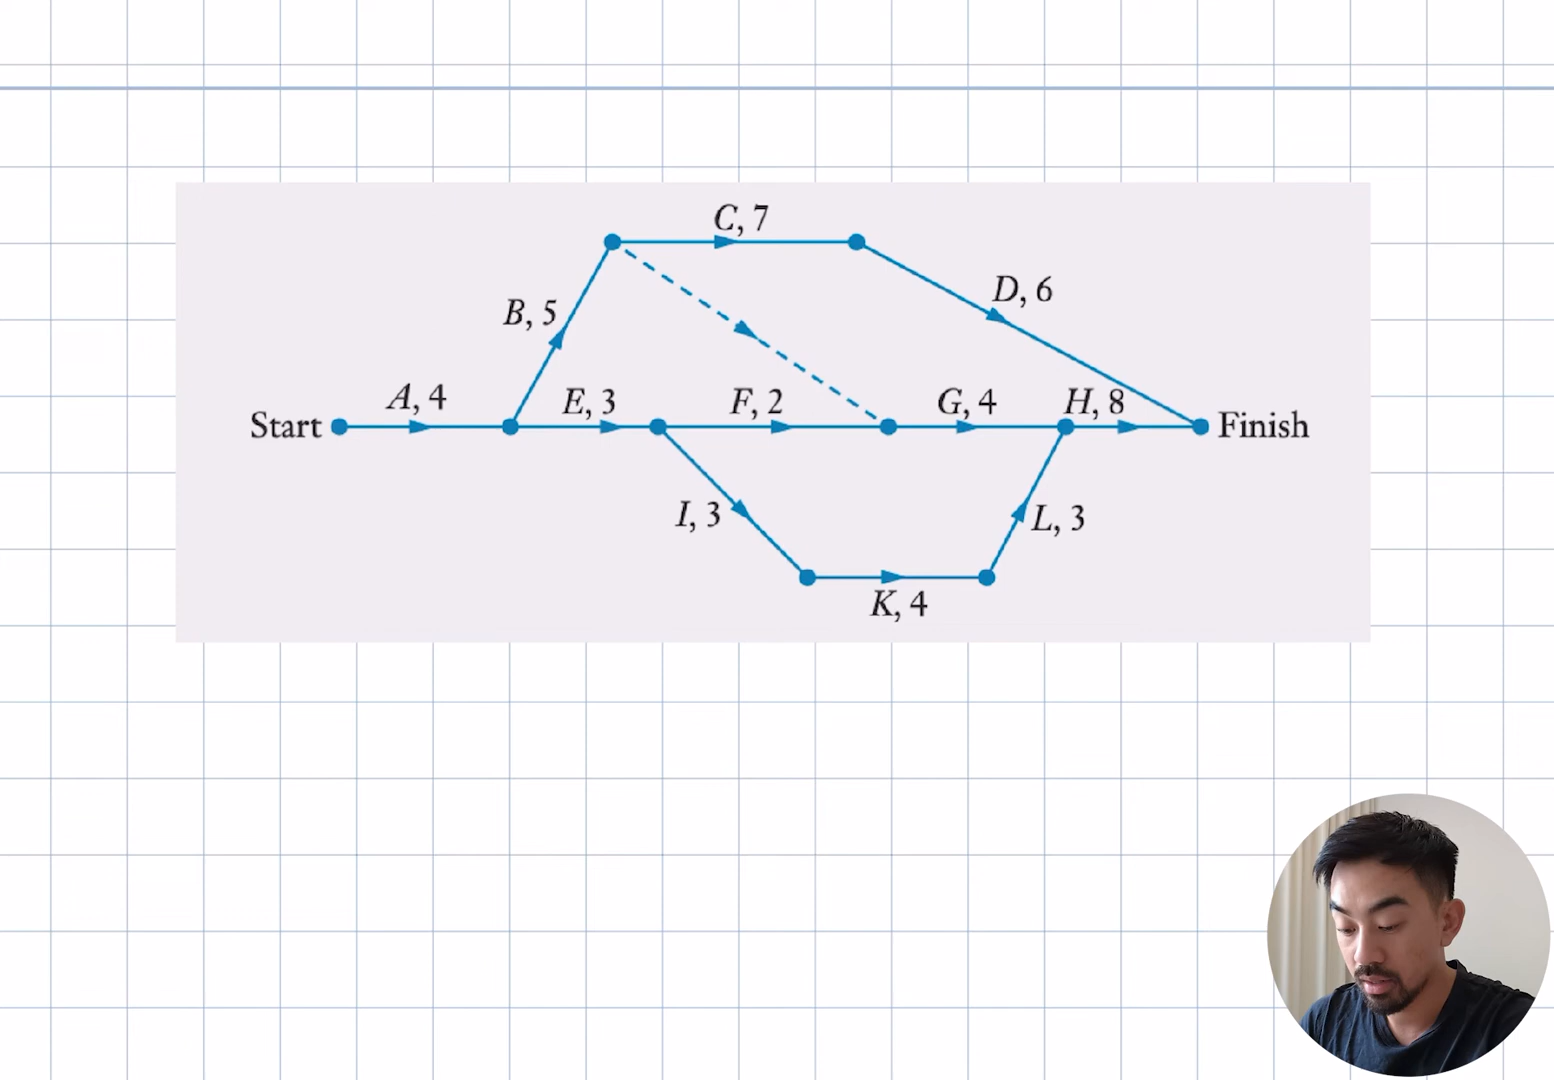 C, 7
D, 6
B, 5
A, 4
E, 3
F, 2
G, 4
H, 8
Start
Finish
I, 3
L, 3
K, 4